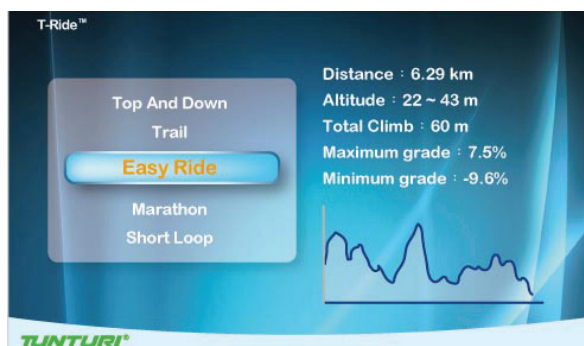 T-Ride™
Top And Down
Trail
Easy Ride
Marathon
Short Loop
Distance : 6.29 km
Altitude : 22 ~ 43 m
Total Climb : 60 m
Maximum grade : 7.5%
Minimum grade : -9.6%
TUNTURI®